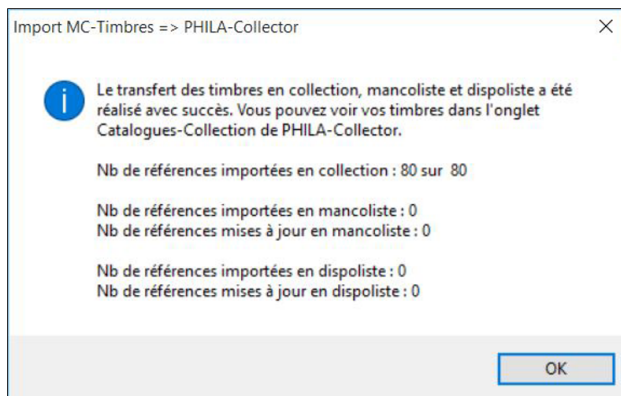 Import MC-Timbres => PHILA-Collector
Le transfert des timbres en collection, mancoliste et dispoliste a été
réalisé avec succès. Vous pouvez voir vos timbres dans l'onglet
Catalogues-Collection de PHILA-Collector.
Nb de références importées en collection : 80 sur 80
Nb de références importées en mancoliste : 0
Nb de références mises à jour en mancoliste : 0
Nb de références importées en dispoliste : 0
Nb de références mises à jour en dispoliste : 0
OK